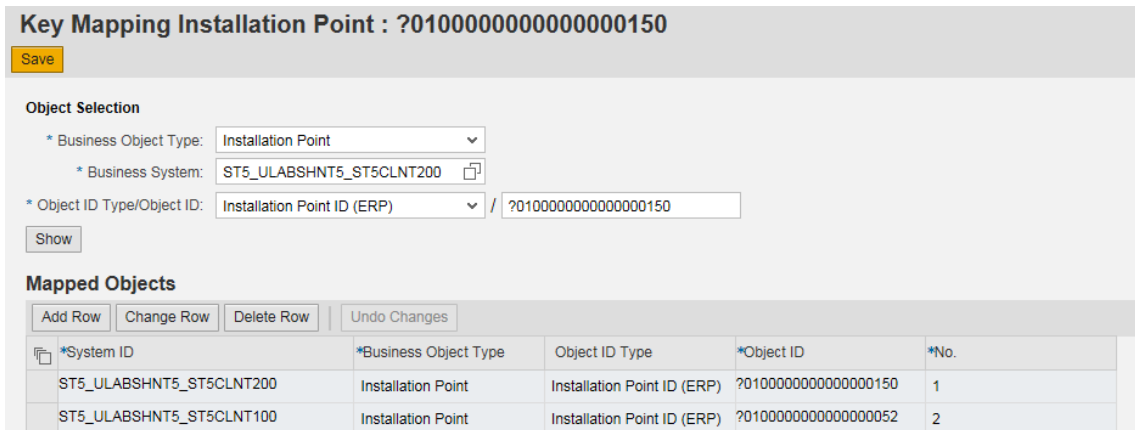 Key Mapping Installation Point : ?0100000000000000150
Save
Object Selection
* Business Object Type: Installation Point
* Business System: ST5_ULABSHNT5_ST5CLNT200
* Object ID Type/Object ID: Installation Point ID (ERP) / ?0100000000000000150
Show
Mapped Objects
Add Row Change Row Delete Row Undo Changes
*System ID *Business Object Type Object ID Type *Object ID *No.
ST5_ULABSHNT5_ST5CLNT200 Installation Point Installation Point ID (ERP) ?0100000000000000150 1
ST5_ULABSHNT5_ST5CLNT100 Installation Point Installation Point ID (ERP) ?0100000000000000052 2